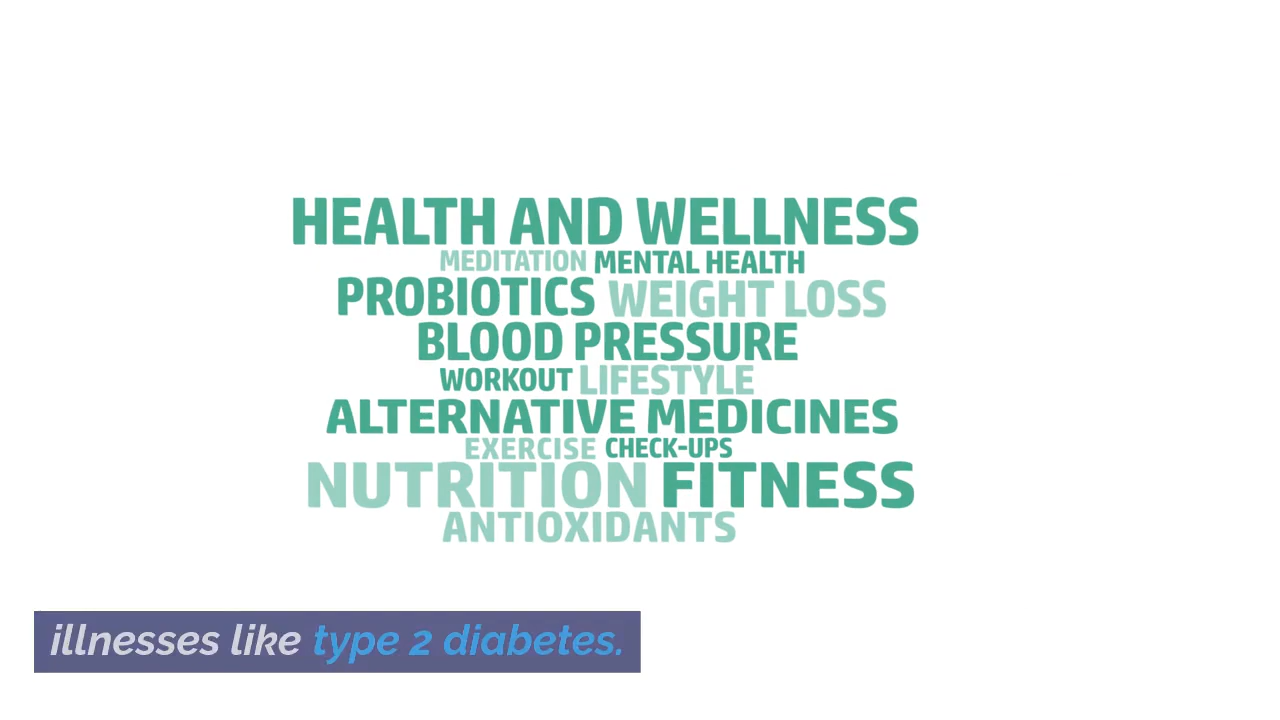 HEALTH AND WELLNESS
MEDITATION MENTAL HEALTH
PROBIOTICS WEIGHT LOSS
BLOOD PRESSURE
WORKOUT LIFESTYLE
ALTERNATIVE MEDICINES
EXERCISE CHECK-UPS
NUTRITION FITNESS
ANTIOXIDANTS
illnesses like type 2 diabetes.